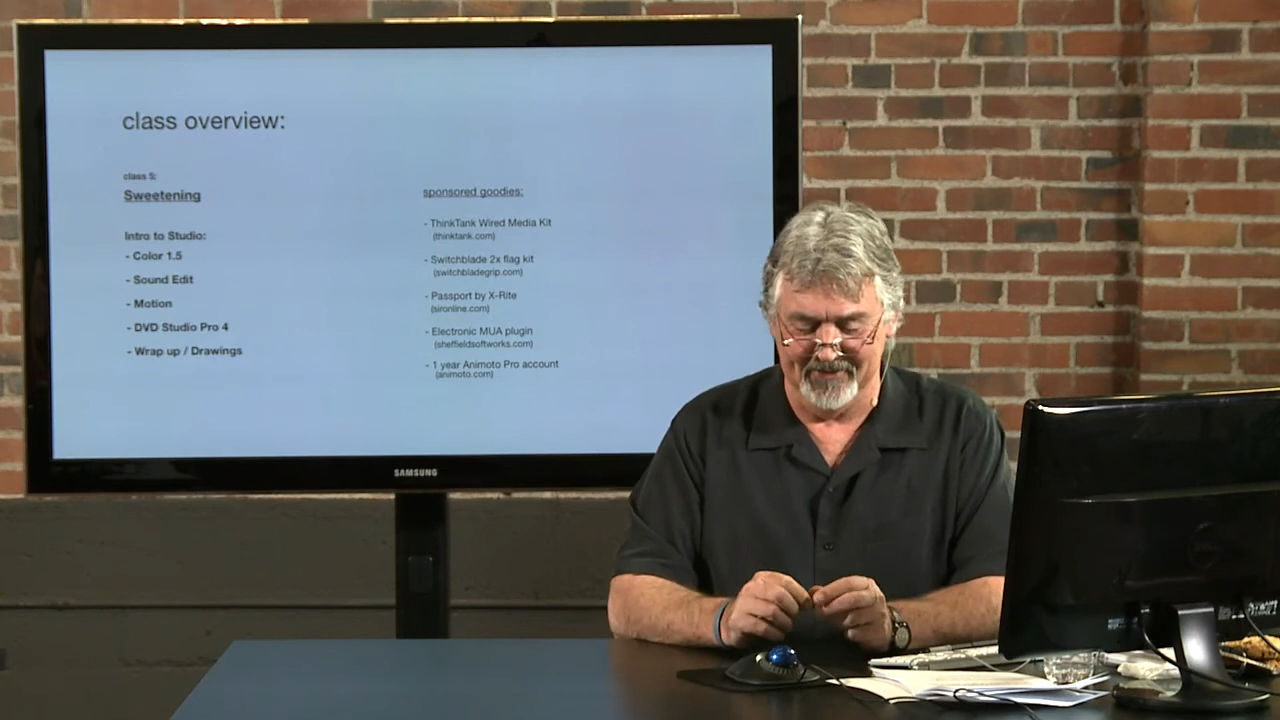 class overview:
class 5:
Sweetening
Intro to Studio:
- Color 1.5
- Sound Edit
- Motion
- DVD Studio Pro 4
- Wrap up / Drawings
sponsored goodies:
- ThinkTank Wired Media Kit
(thinktank.com)
- Switchblade 2x flag kit
(switchbladegrip.com)
- Passport by X-Rite
(sironline.com)
- Electronic MUA plugin
(sheffieldsoftworks.com)
- 1 year Animoto Pro account
(animoto.com)
SAMSUNG